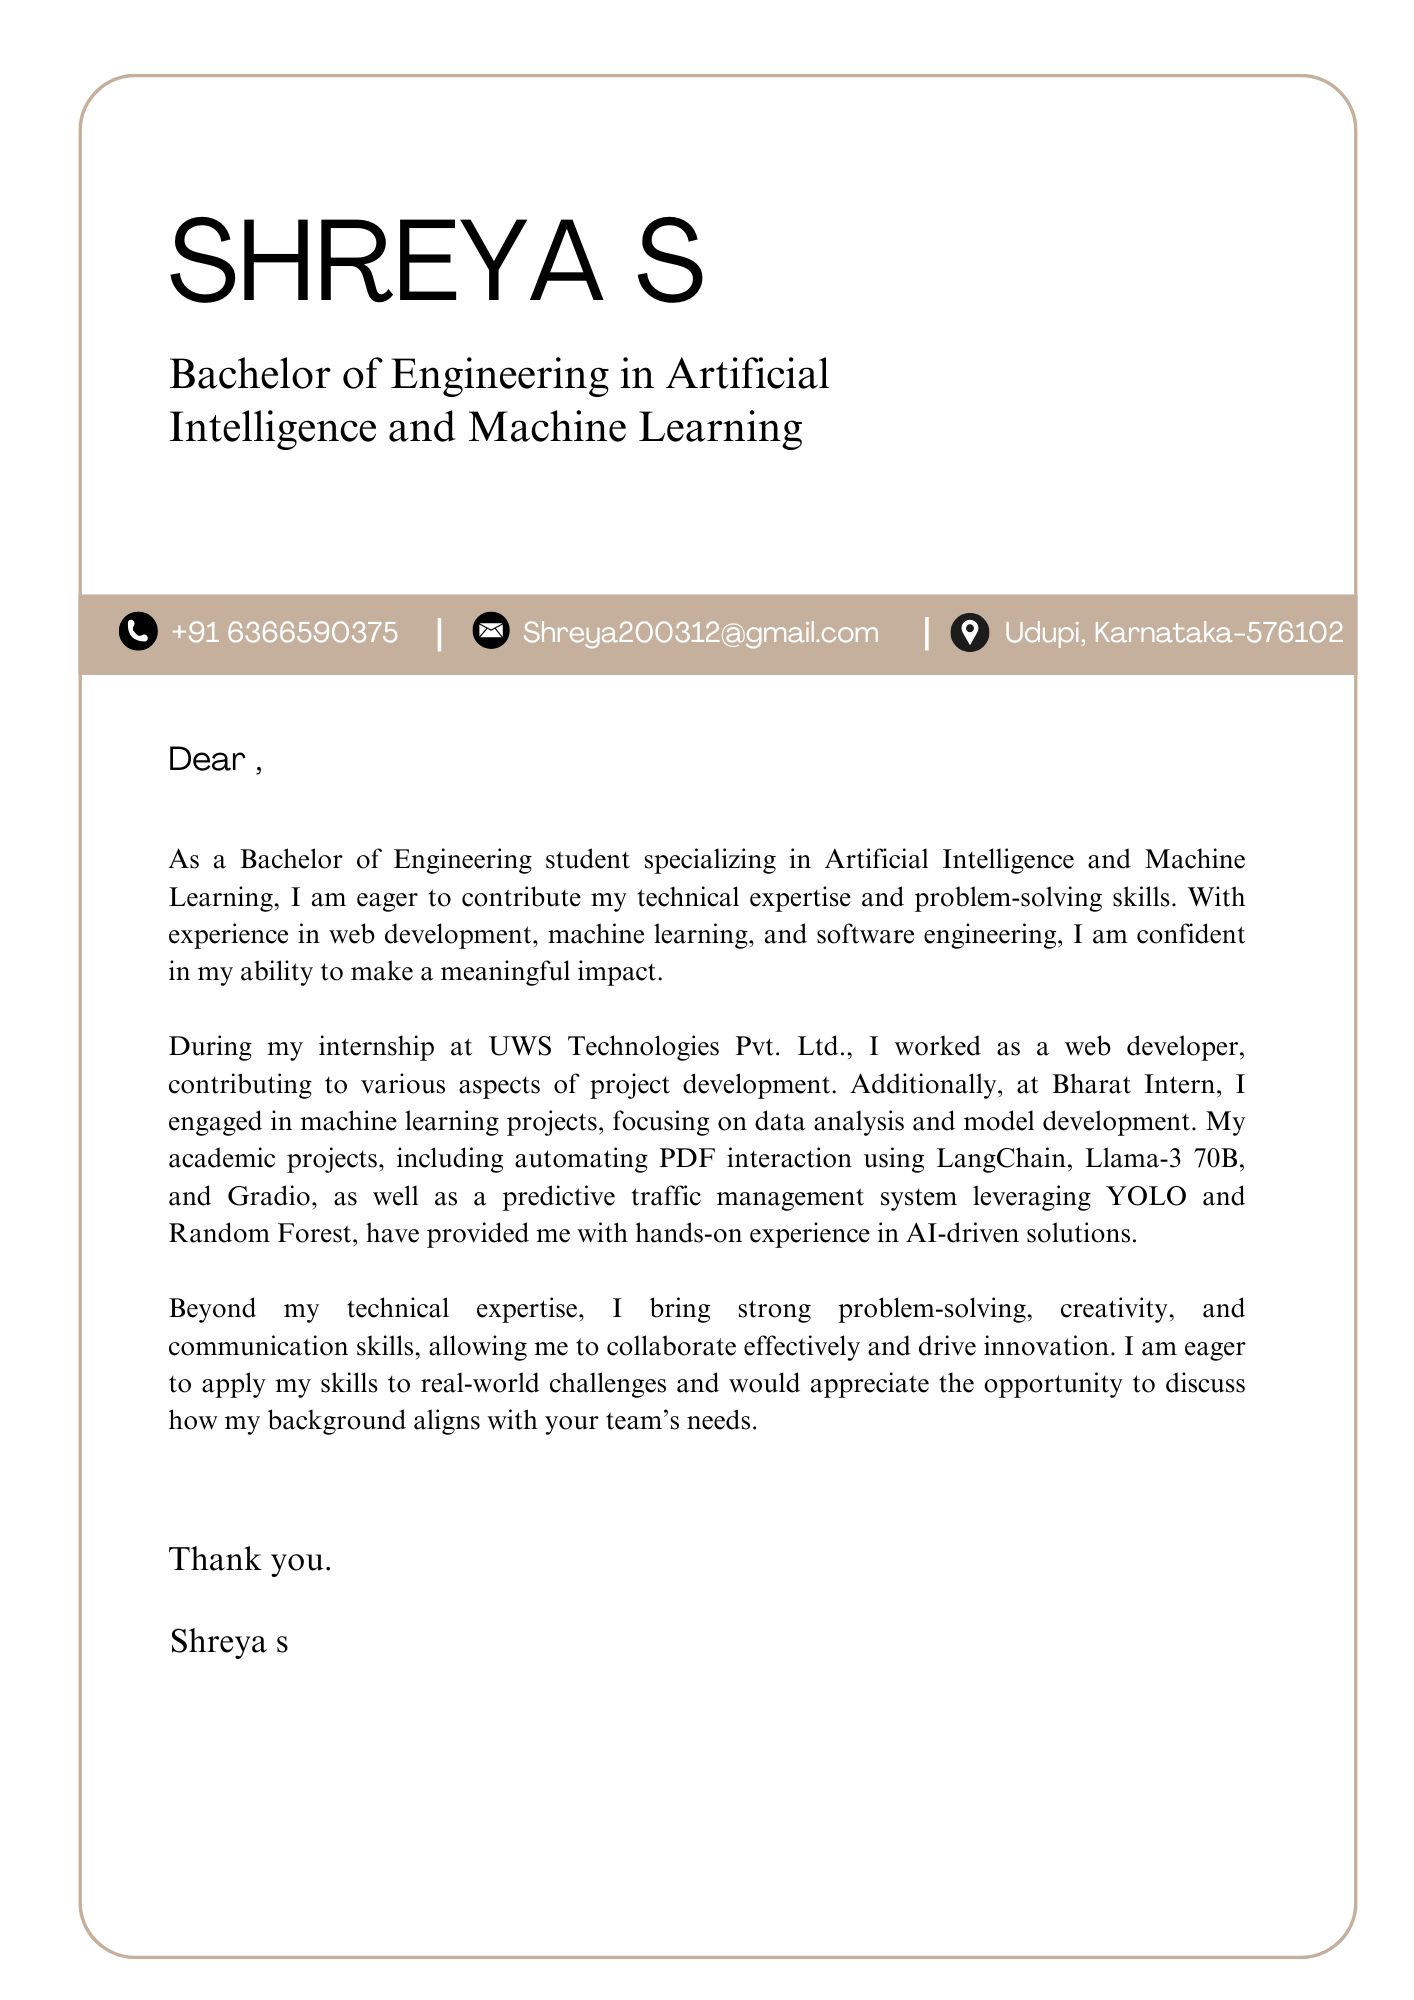 SHREYA S
Bachelor of Engineering in Artificial
Intelligence and Machine Learning
+91 6366590375 | Shreya200312@gmail.com | Udupi, Karnataka-576102
Dear ,
As a Bachelor of Engineering student specializing in Artificial Intelligence and Machine
Learning, I am eager to contribute my technical expertise and problem-solving skills. With
experience in web development, machine learning, and software engineering, I am confident
in my ability to make a meaningful impact.
During my internship at UWS Technologies Pvt. Ltd., I worked as a web developer,
contributing to various aspects of project development. Additionally, at Bharat Intern, I
engaged in machine learning projects, focusing on data analysis and model development. My
academic projects, including automating PDF interaction using LangChain, Llama-3 70B,
and Gradio, as well as a predictive traffic management system leveraging YOLO and
Random Forest, have provided me with hands-on experience in AI-driven solutions.
Beyond my technical expertise, I bring strong problem-solving, creativity, and
communication skills, allowing me to collaborate effectively and drive innovation. I am eager
to apply my skills to real-world challenges and would appreciate the opportunity to discuss
how my background aligns with your team’s needs.
Thank you.
Shreya s